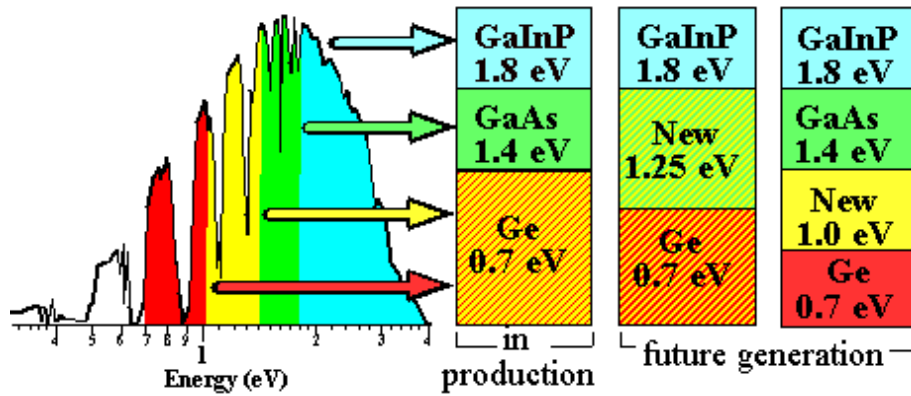 GaInP
1.8 eV
GaAs
1.4 eV
Ge
0.7 eV
in
production
GaInP
1.8 eV
New
1.25 eV
Ge
0.7 eV
GaInP
1.8 eV
GaAs
1.4 eV
New
1.0 eV
Ge
0.7 eV
future generation
4 5 6 7 8 9 1 2 3 4
Energy (eV)